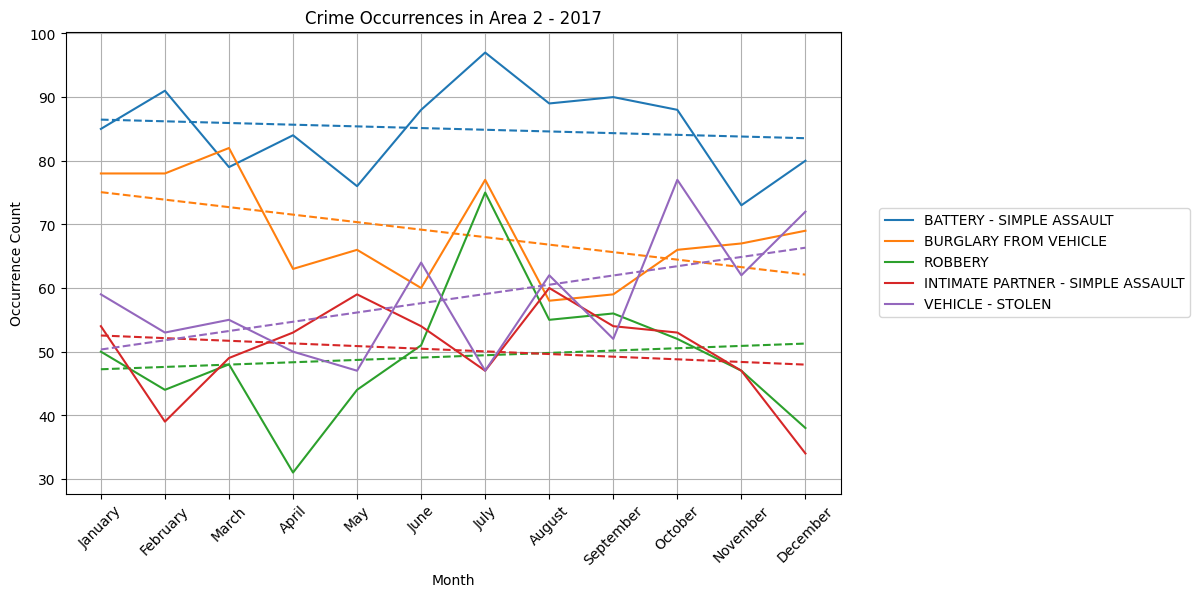 Crime Occurrences in Area 2 - 2017
Occurrence Count
100
90
80
70
60
50
40
30
January
February
March
April
May
June
July
August
September
October
November
December
Month
BATTERY - SIMPLE ASSAULT
BURGLARY FROM VEHICLE
ROBBERY
INTIMATE PARTNER - SIMPLE ASSAULT
VEHICLE - STOLEN